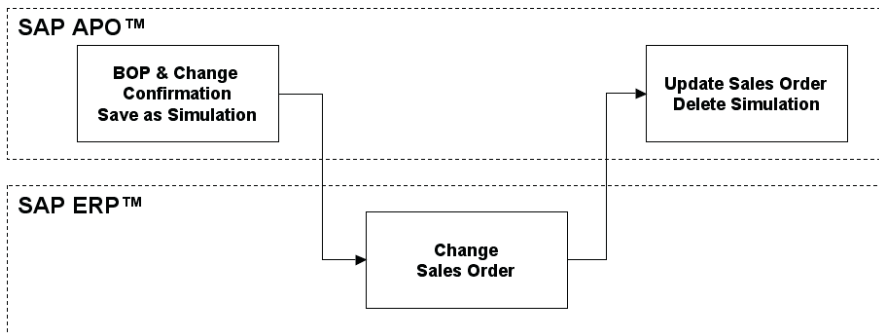 SAP APO™
BOP & Change
Confirmation
Save as Simulation
Update Sales Order
Delete Simulation
SAP ERP™
Change
Sales Order